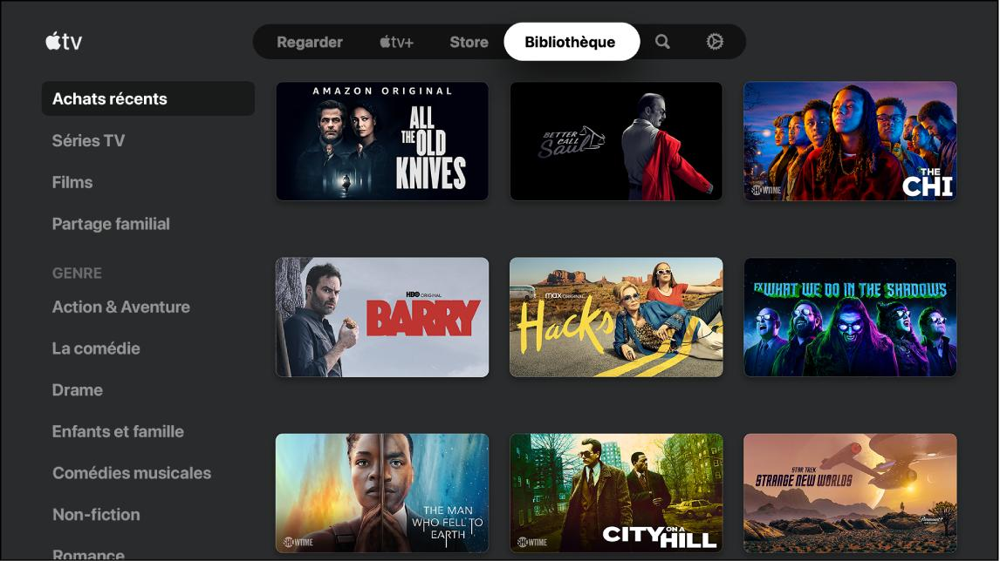 tv
Regarder
tv+
Store
Bibliothèque
Achats récents
Séries TV
Films
Partage familial
GENRE
Action & Aventure
La comédie
Drame
Enfants et famille
Comédies musicales
Non-fiction
Romance
AMAZON ORIGINAL
ALL
THE OLD
KNIVES
BETTER
CALL
Saul
SHOWTIME
THE
CHI
HBO ORIGINAL
BARRY
max ORIGINAL
Hacks
FX WHAT WE DO IN THE SHADOWS
SHOWTIME
THE MAN
WHO FELL TO
EARTH
SHOWTIME
CITY ON A HILL
STAR TREK
STRANGE NEW WORLDS
Paramount+
ORIGINAL